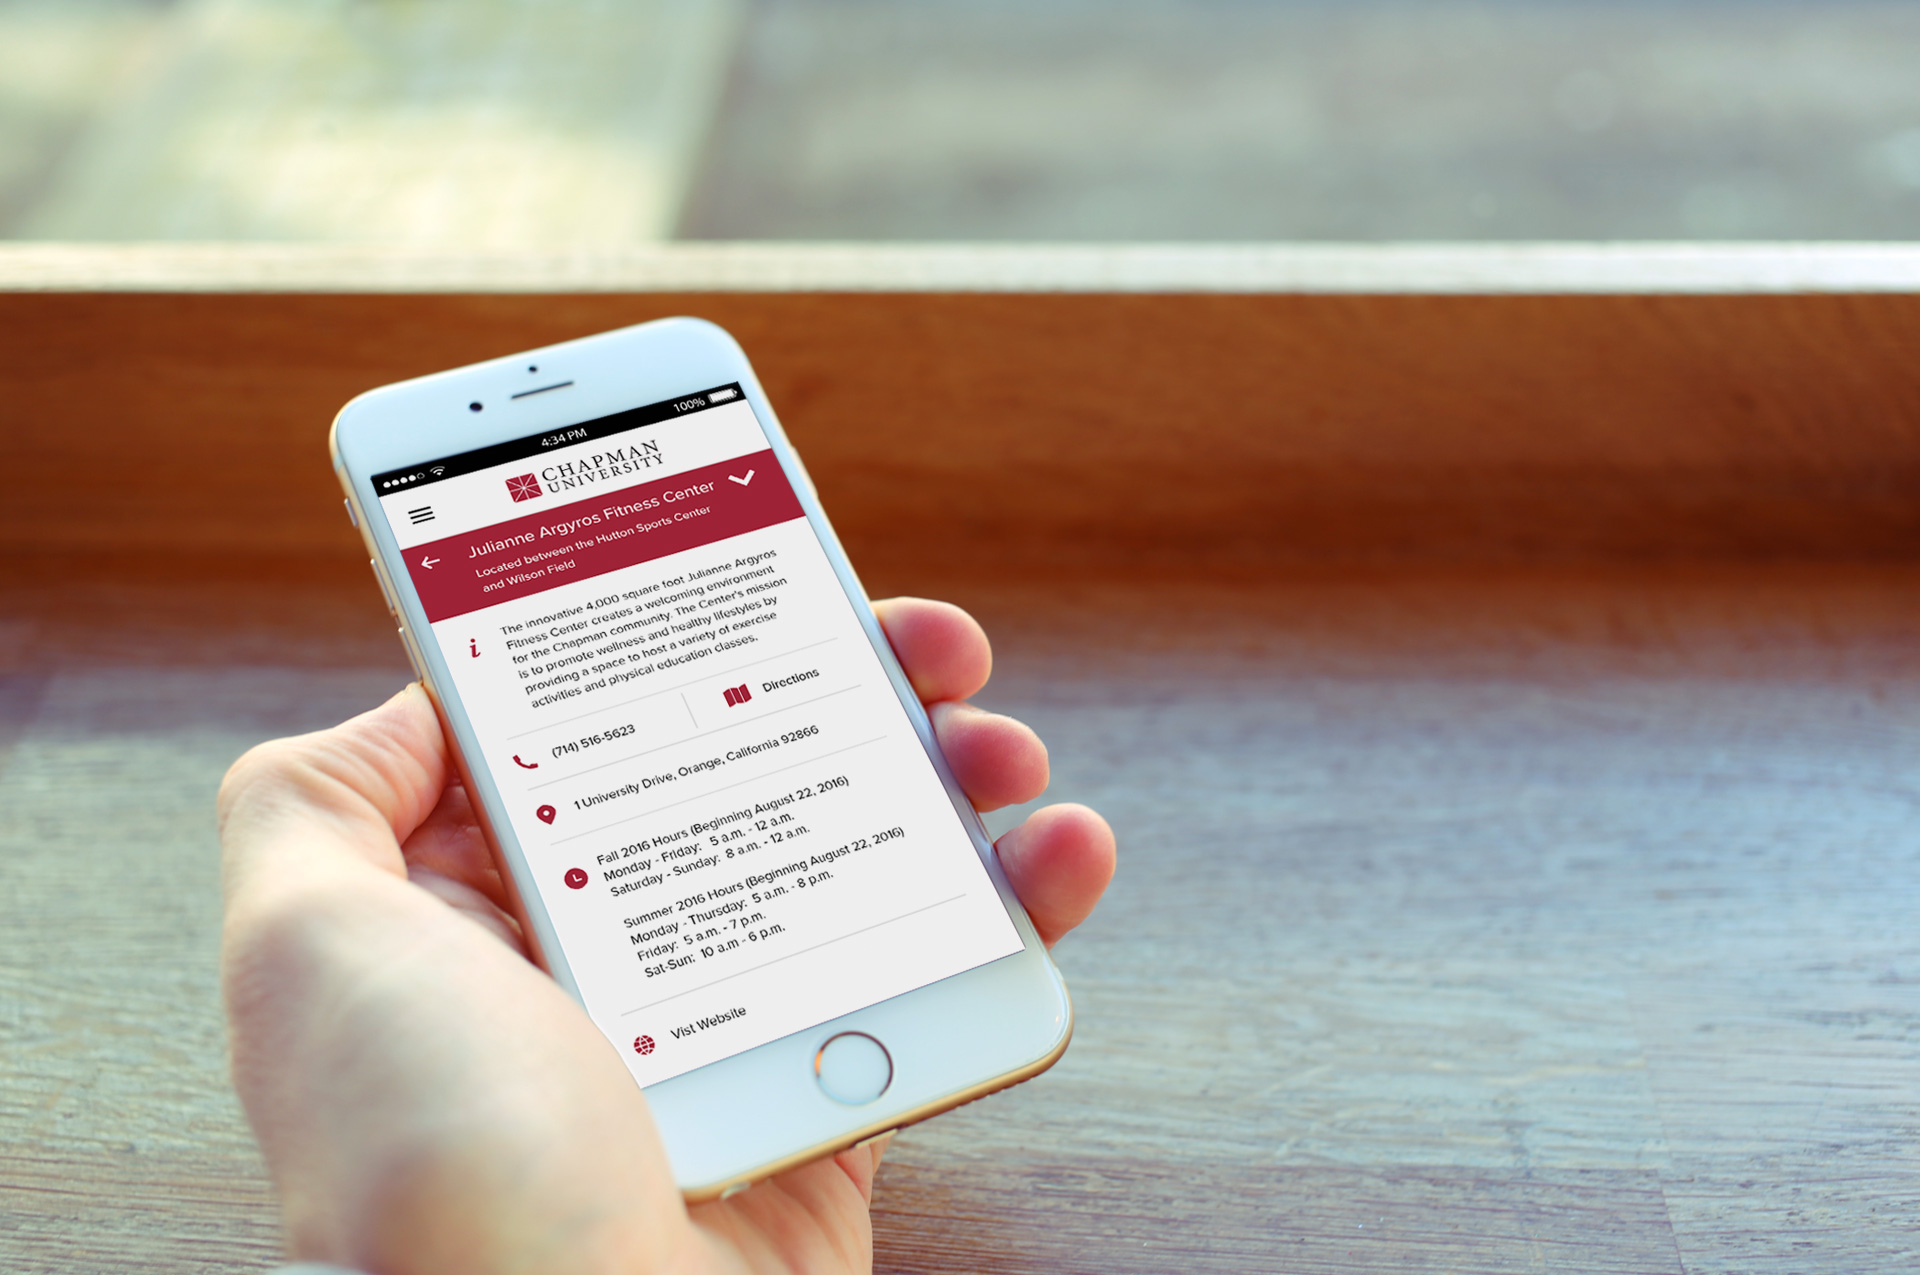 4:34 PM
100%
CHAPMAN
UNIVERSITY
Julianne Argyros Fitness Center
Located between the Hutton Sports Center
and Wilson Field
The innovative 4,000 square foot Julianne Argyros
Fitness Center creates a welcoming environment
for the Chapman community. The Center's mission
is to promote wellness and healthy lifestyles by
providing a space to host a variety of exercise
activities and physical education classes.
(714) 516-5623
Directions
1 University Drive, Orange, California 92866
Fall 2016 Hours (Beginning August 22, 2016)
Monday - Friday: 5 a.m. - 12 a.m.
Saturday - Sunday: 8 a.m. - 12 a.m.
Summer 2016 Hours (Beginning August 22, 2016)
Monday - Thursday: 5 a.m. - 8 p.m.
Friday: 5 a.m. - 7 p.m.
Sat-Sun: 10 a.m - 6 p.m.
Vist Website